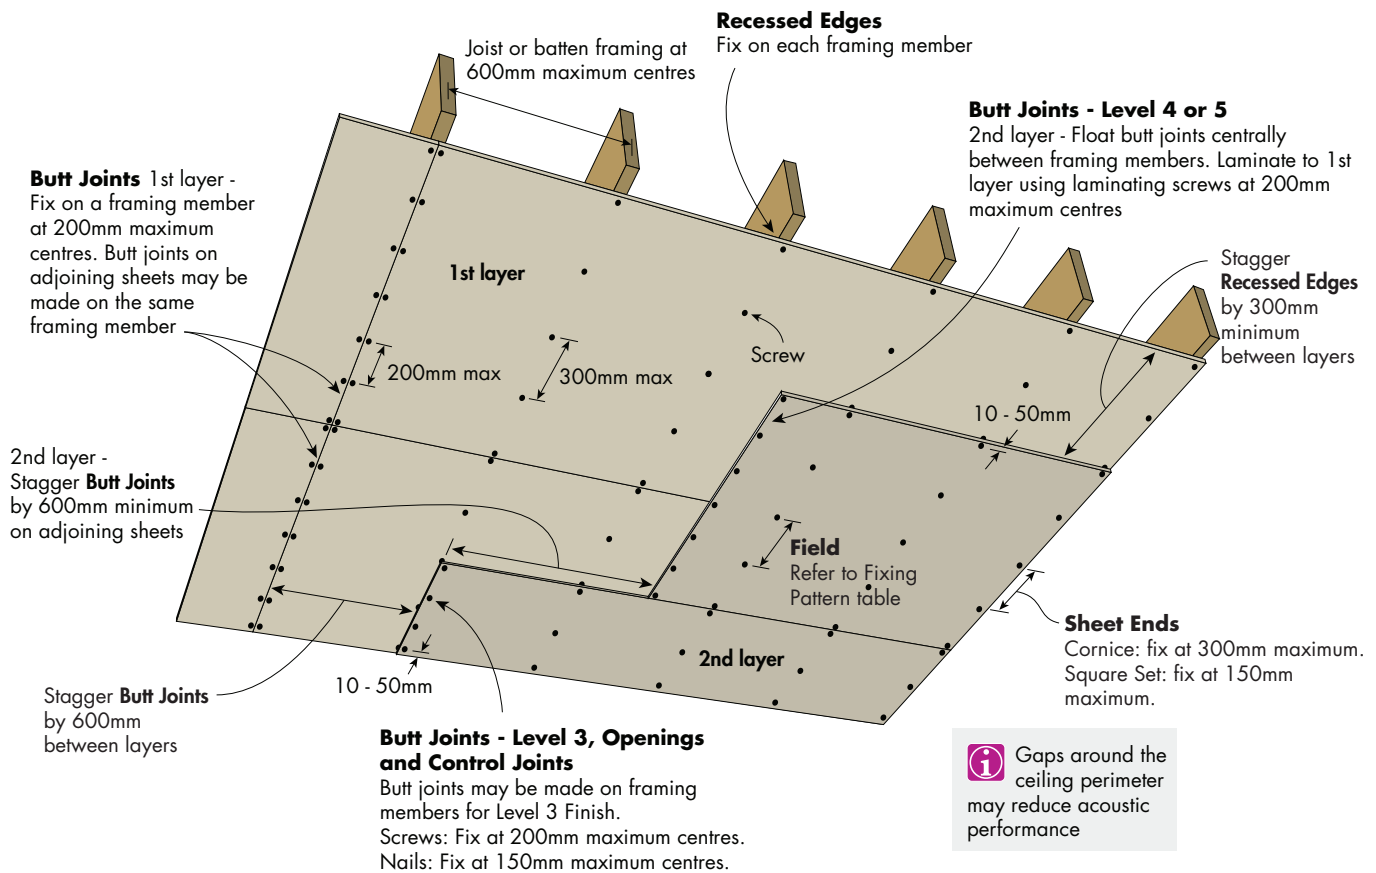 Recessed Edges
Fix on each framing member
Joist or batten framing at
600mm maximum centres
Butt Joints - Level 4 or 5
2nd layer - Float butt joints centrally
between framing members. Laminate to 1st
layer using laminating screws at 200mm
maximum centres
Butt Joints 1st layer -
Fix on a framing member
at 200mm maximum
centres. Butt joints on
adjoining sheets may be
made on the same
framing member
Stagger
Recessed Edges
by 300mm
minimum
between layers
1st layer
Screw
200mm max
300mm max
10 - 50mm
2nd layer -
Stagger Butt Joints
by 600mm minimum
on adjoining sheets
Field
Refer to Fixing
Pattern table
Sheet Ends
Cornice: fix at 300mm maximum.
Square Set: fix at 150mm
maximum.
2nd layer
10 - 50mm
Stagger Butt Joints
by 600mm
between layers
Butt Joints - Level 3, Openings
and Control Joints
Butt joints may be made on framing
members for Level 3 Finish.
Screws: Fix at 200mm maximum centres.
Nails: Fix at 150mm maximum centres.
i
Gaps around the
ceiling perimeter
may reduce acoustic
performance